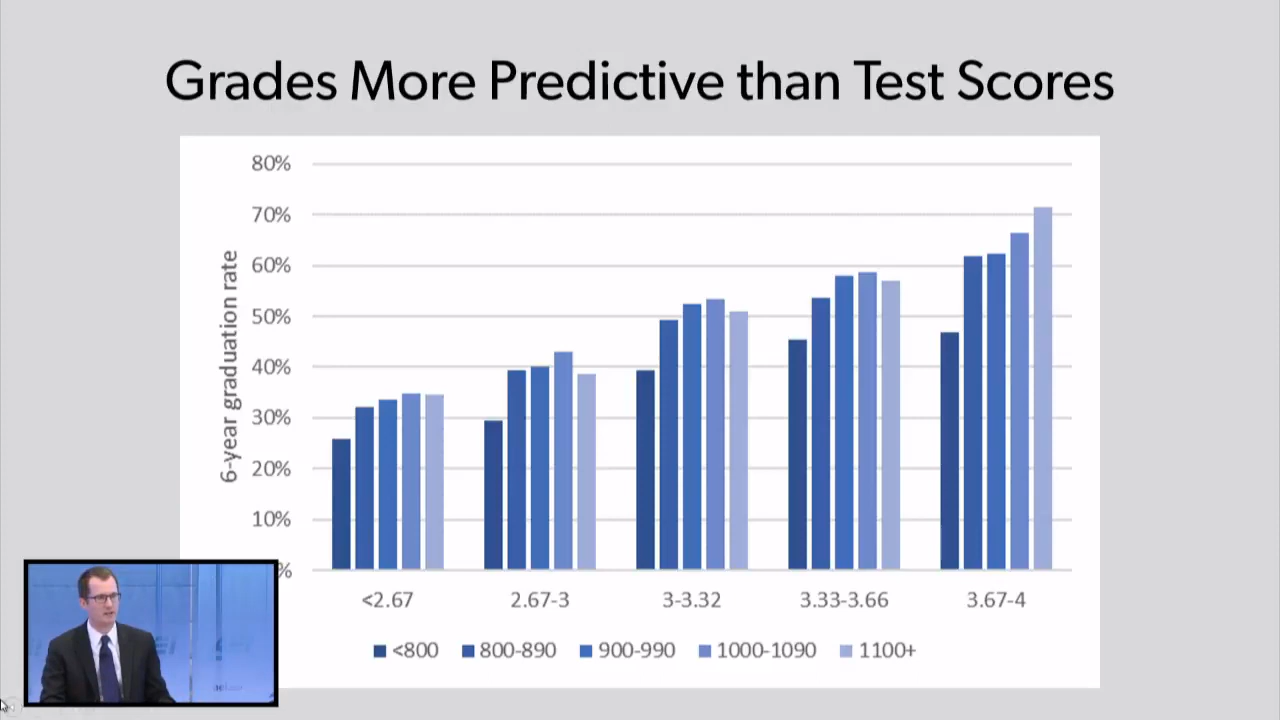 Grades More Predictive than Test Scores
80%
70%
60%
50%
40%
30%
20%
10%
%
6-year graduation rate
<2.67 2.67-3 3-3.32 3.33-3.66 3.67-4
<800 800-890 900-990 1000-1090 1100+